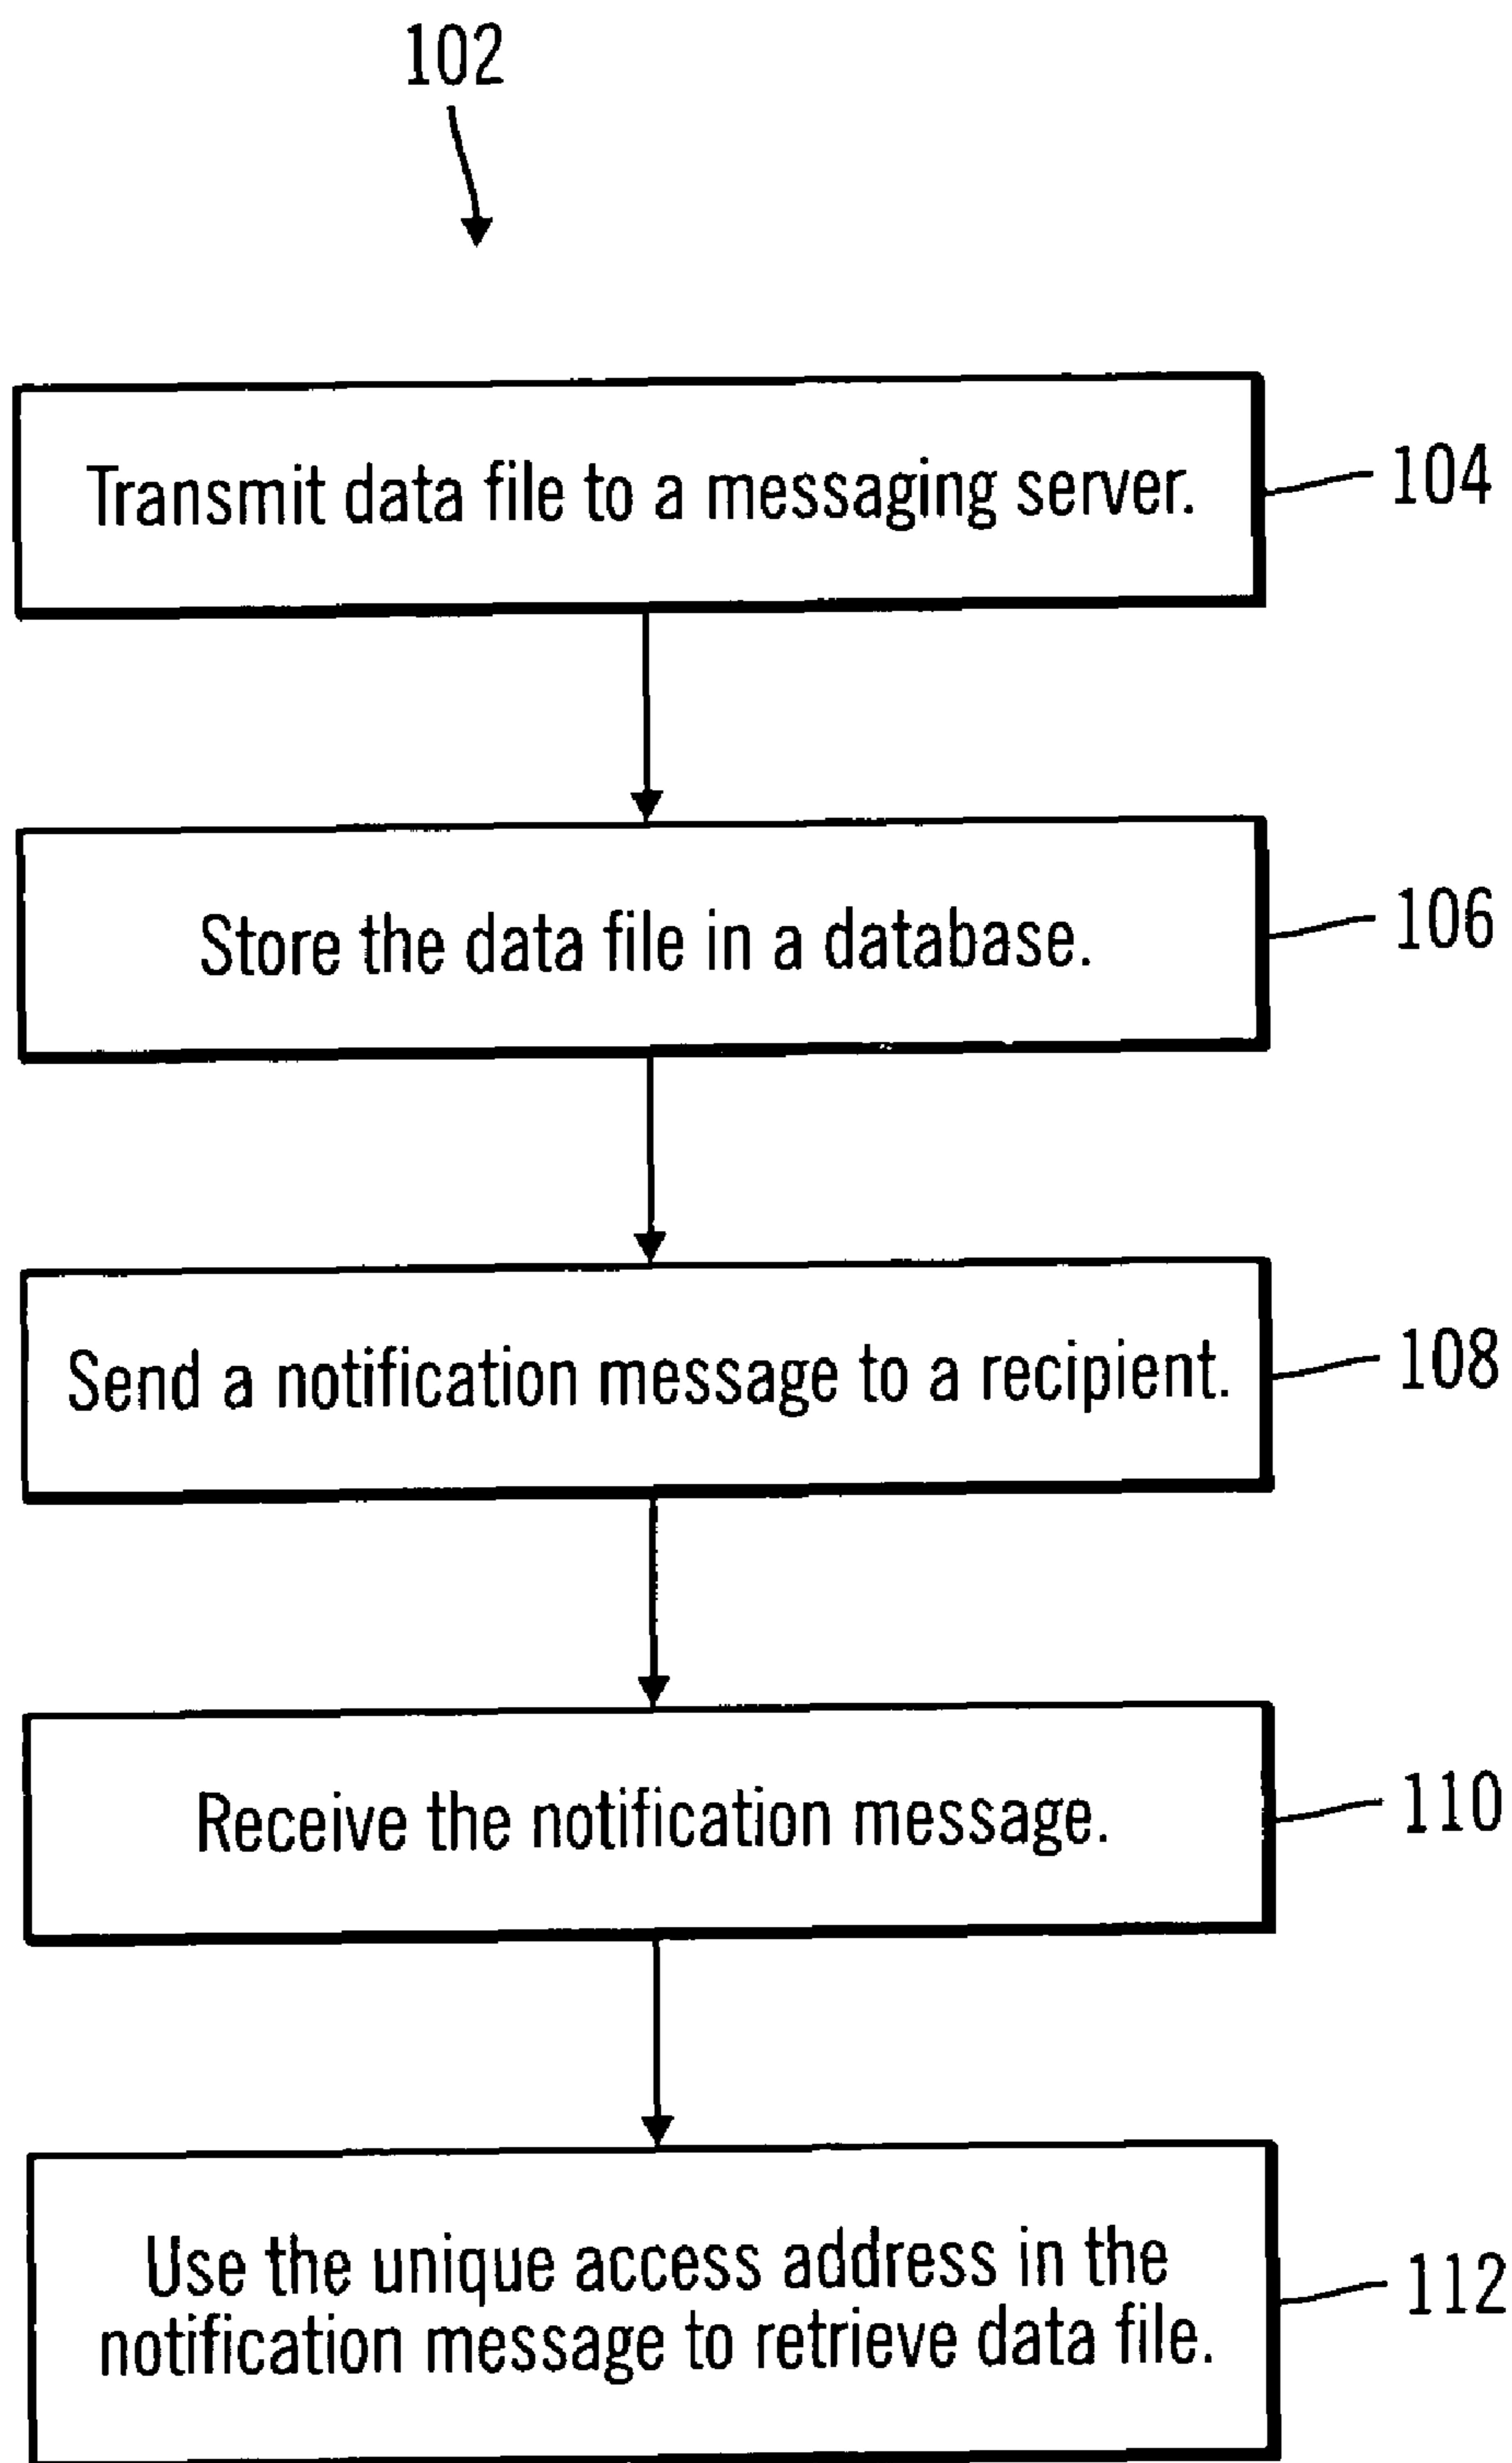 102
Transmit data file to a messaging server.
104
Store the data file in a database.
106
Send a notification message to a recipient.
108
Receive the notification message.
110
Use the unique access address in the
notification message to retrieve data file.
112